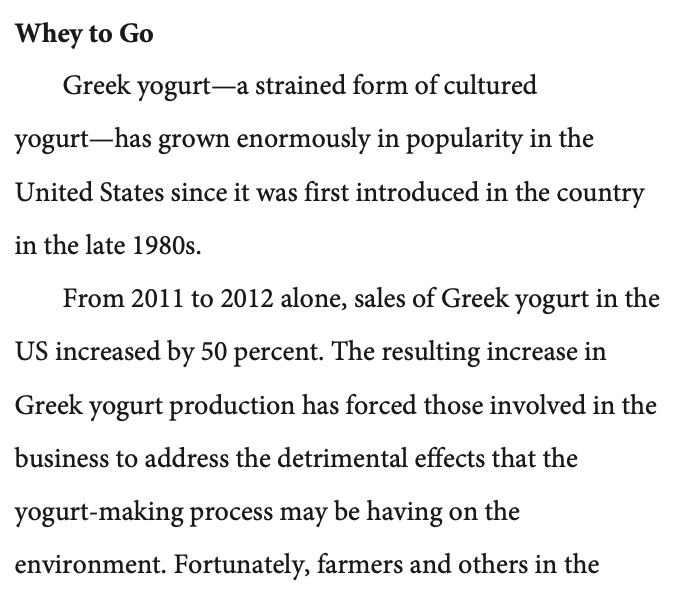 Whey to Go
Greek yogurt—a strained form of cultured
yogurt—has grown enormously in popularity in the
United States since it was first introduced in the country
in the late 1980s.
From 2011 to 2012 alone, sales of Greek yogurt in the
US increased by 50 percent. The resulting increase in
Greek yogurt production has forced those involved in the
business to address the detrimental effects that the
yogurt-making process may be having on the
environment. Fortunately, farmers and others in the